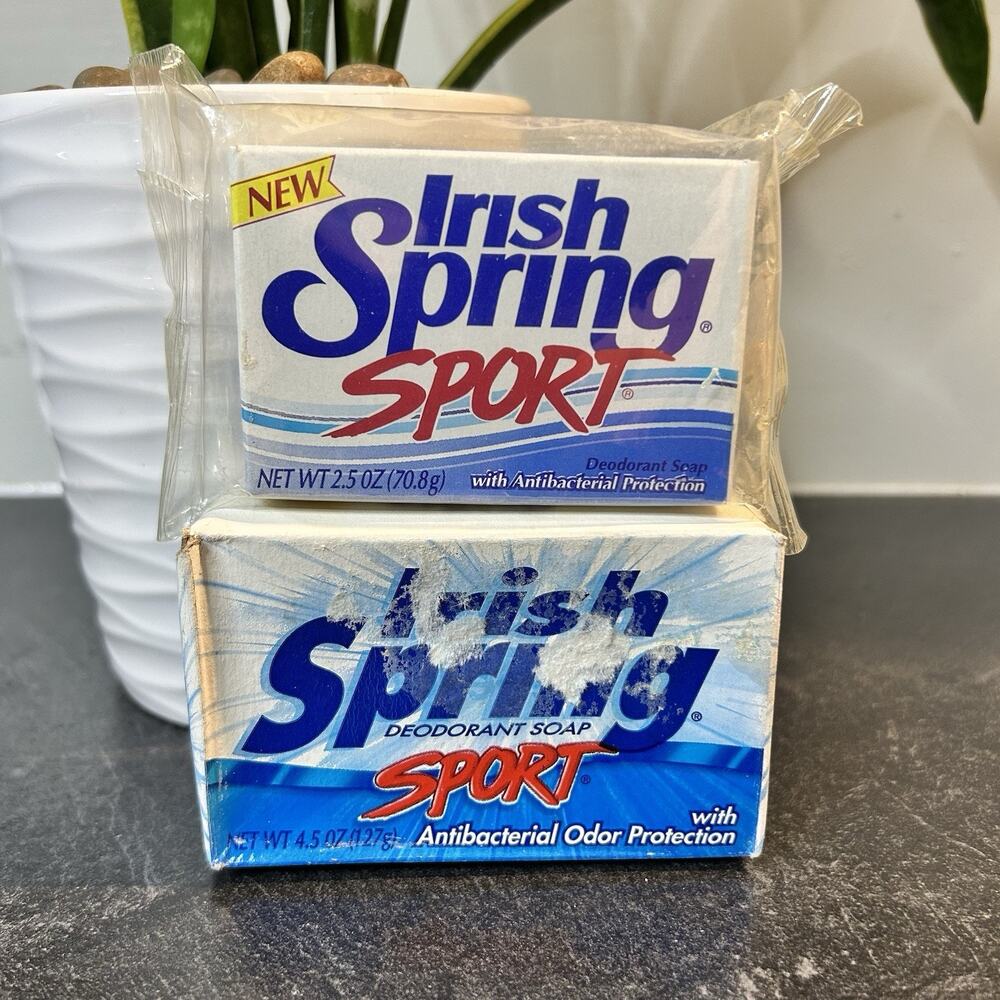 NEW
Irish
Spring®
SPORT®
NET WT 2.5 OZ (70.8g)
Deodorant Soap
with Antibacterial Protection
Irish
Spring®
DEODORANT SOAP
SPORT®
NET WT 4.5 OZ (127g)
with
Antibacterial Odor Protection